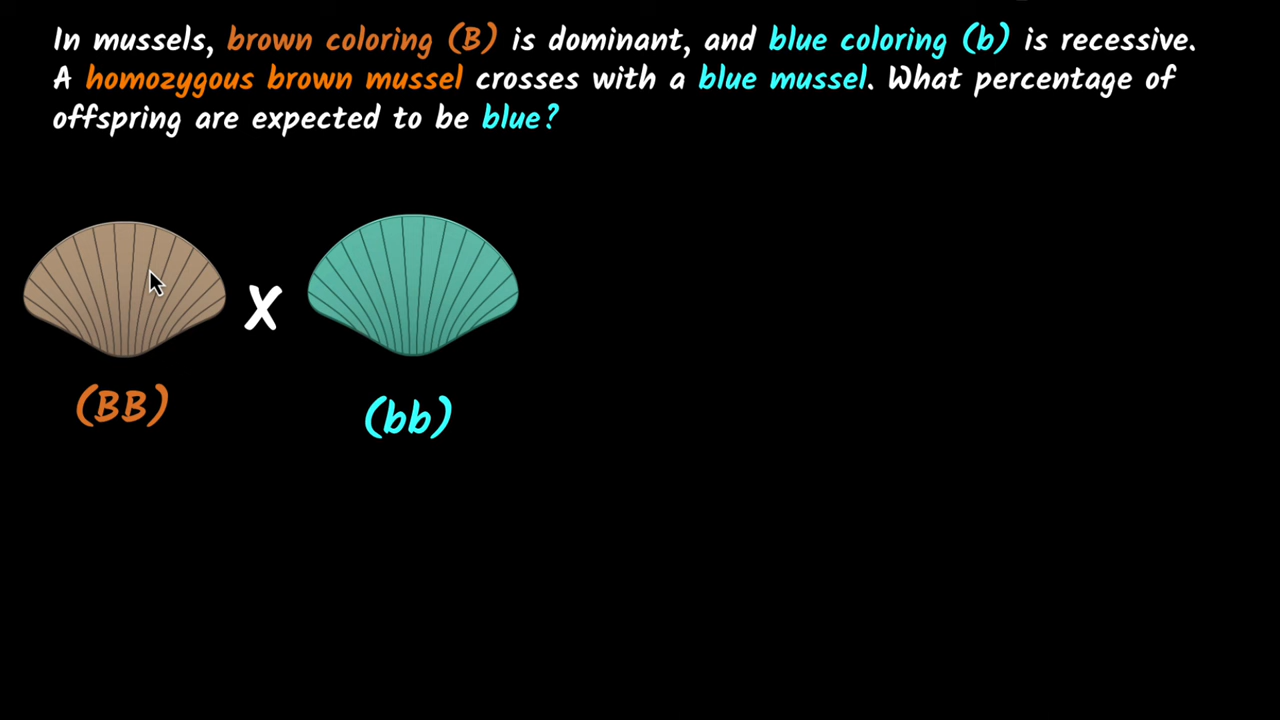 In mussels, brown coloring (B) is dominant, and blue coloring (b) is recessive.
A homozygous brown mussel crosses with a blue mussel. What percentage of
offspring are expected to be blue?
X
(BB)
(bb)